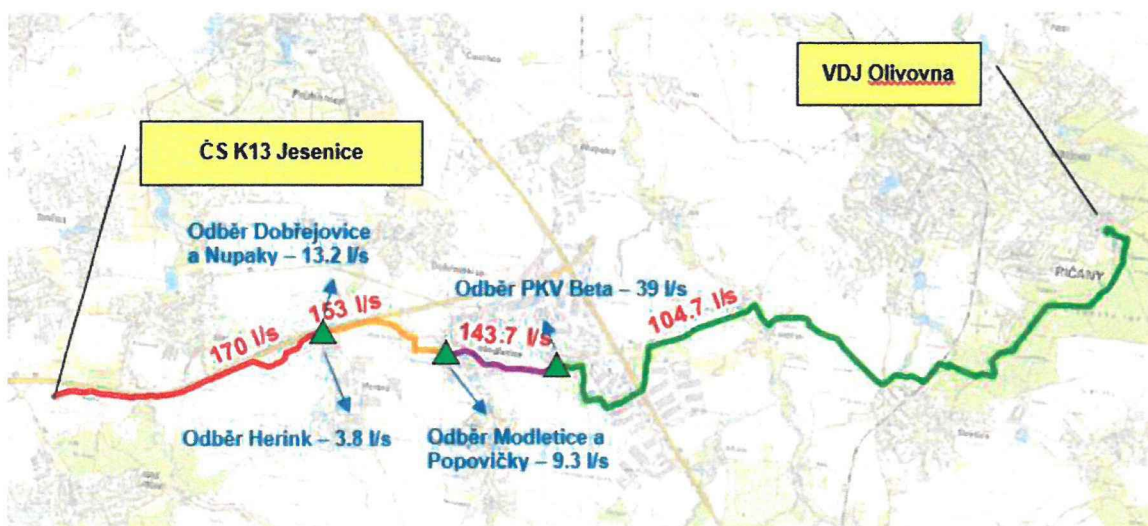 VDJ Olivovna
ČS K13 Jesenice
Odběr Dobřejovice
a Nupaky – 13.2 l/s
Odběr PKV Beta – 39 l/s
170 l/s
153 l/s
143.7 l/s
104.7 l/s
Odběr Herink – 3.8 l/s
Odběr Modletice a
Popovičky – 9.3 l/s
ŘÍČANY